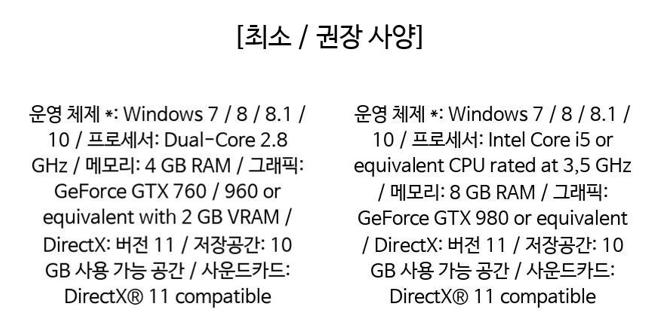 [최소 / 권장 사양]
운영 체제 *: Windows 7 / 8 / 8.1 /
10 / 프로세서: Dual-Core 2.8
GHz / 메모리: 4 GB RAM / 그래픽:
GeForce GTX 760 / 960 or
equivalent with 2 GB VRAM /
DirectX: 버전 11 / 저장공간: 10
GB 사용 가능 공간 / 사운드카드:
DirectX® 11 compatible
운영 체제 *: Windows 7 / 8 / 8.1 /
10 / 프로세서: Intel Core i5 or
equivalent CPU rated at 3,5 GHz
/ 메모리: 8 GB RAM / 그래픽:
GeForce GTX 980 or equivalent
/ DirectX: 버전 11 / 저장공간: 10
GB 사용 가능 공간 / 사운드카드:
DirectX® 11 compatible